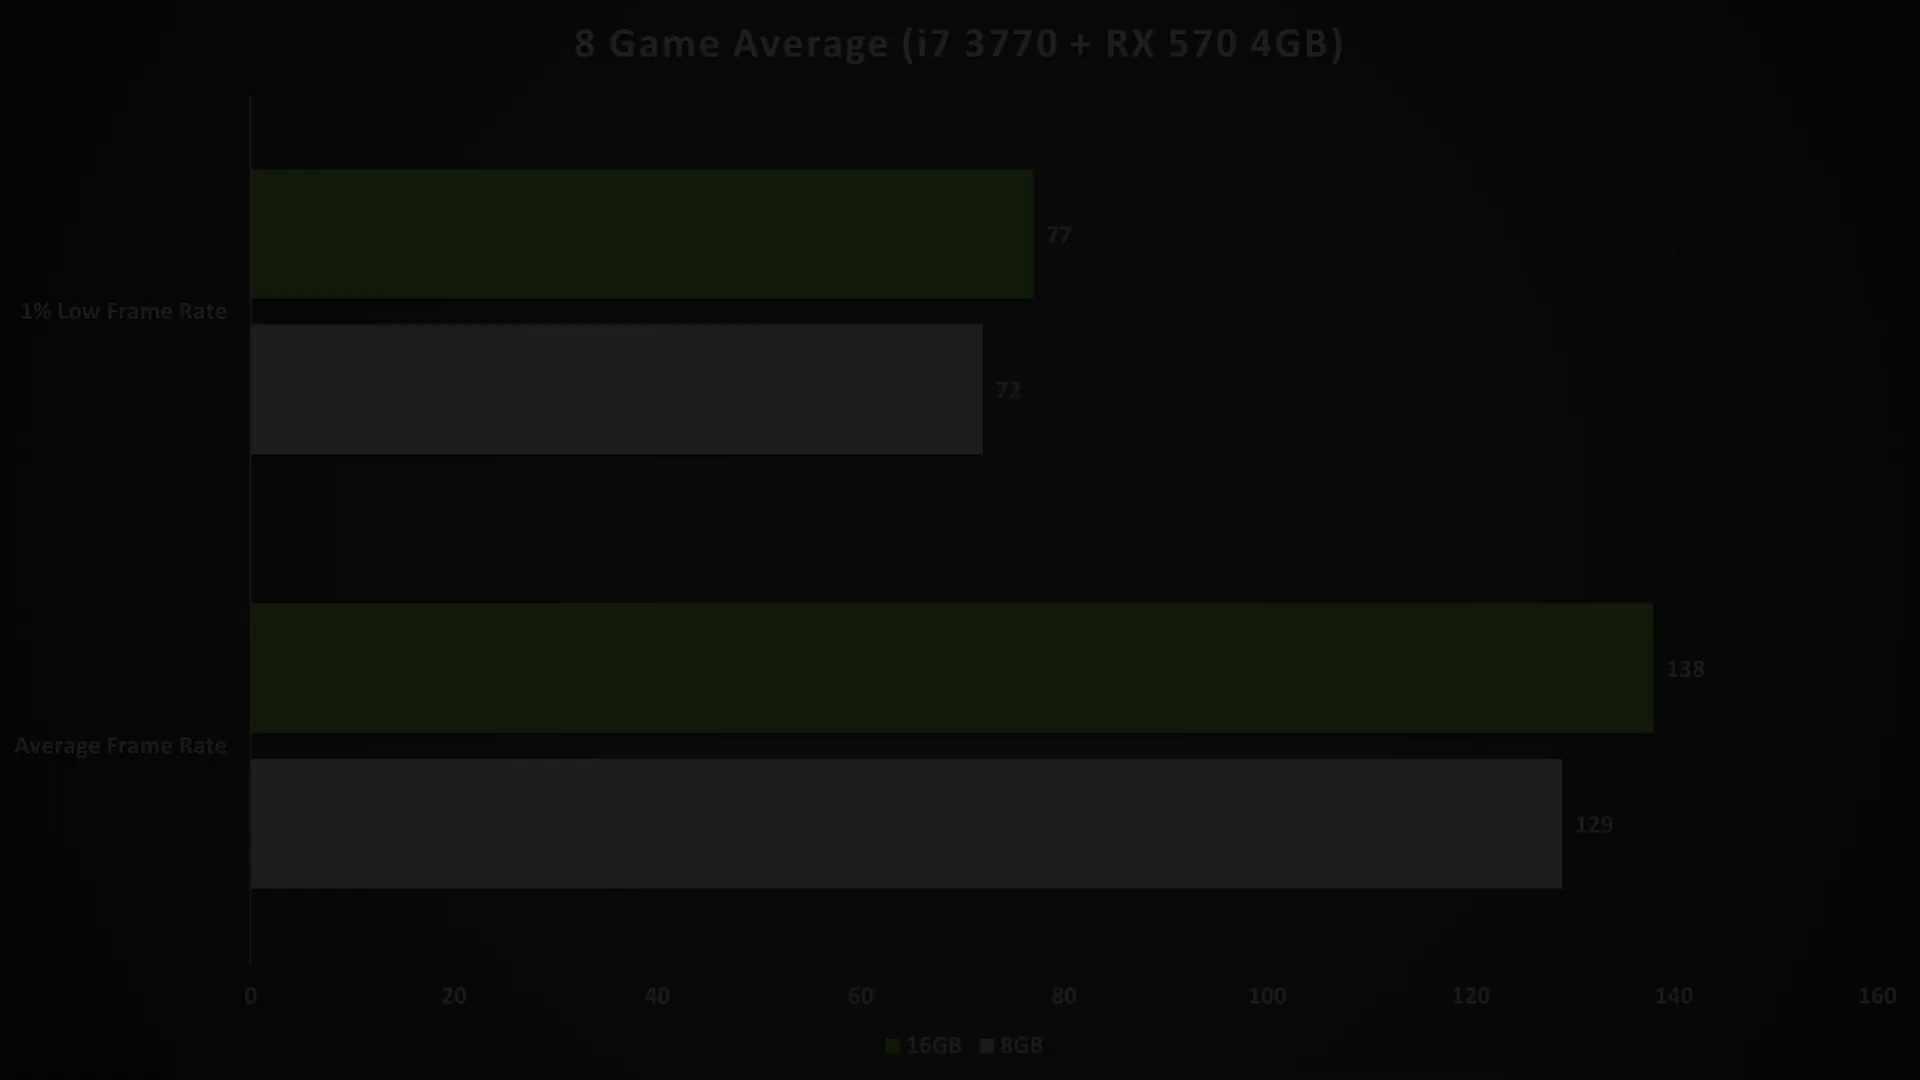 8 Game Average (i7 3770 + RX 570 4GB)
77
1% Low Frame Rate
72
138
Average Frame Rate
129
0 20 40 60 80 100 120 140 160
16GB 8GB